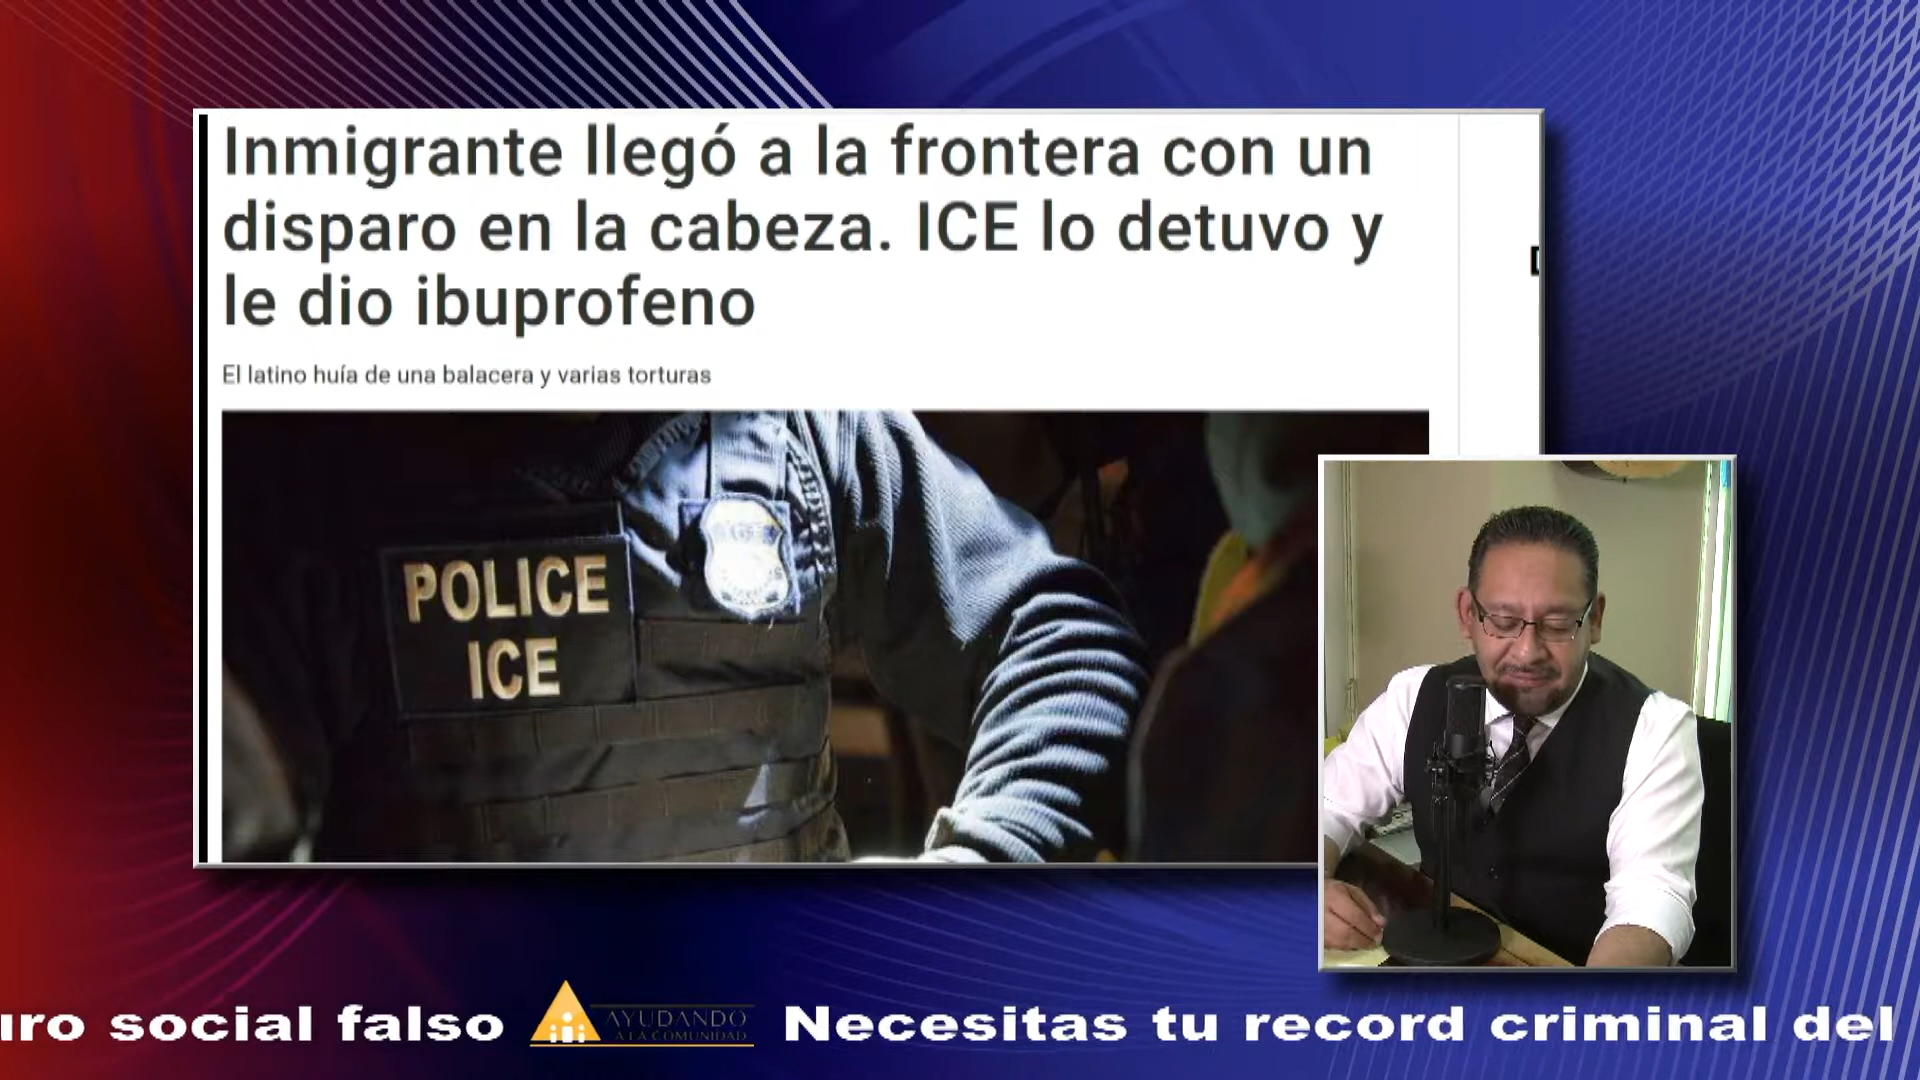 Inmigrante llegó a la frontera con un
disparo en la cabeza. ICE lo detuvo y
le dio ibuprofeno
El latino huía de una balacera y varias torturas
POLICE
ICE
uro social falso
AYUDANDO
A LA COMUNIDAD
Necesitas tu record criminal del